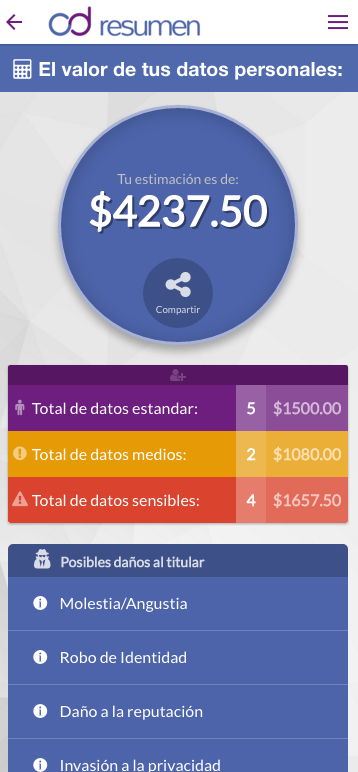 cd resumen
El valor de tus datos personales:
Tu estimación es de:
$4237.50
Compartir
Total de datos estandar: 5 $1500.00
Total de datos medios: 2 $1080.00
Total de datos sensibles: 4 $1657.50
Posibles daños al titular
Molestia/Angustia
Robo de Identidad
Daño a la reputación
Invasión a la privacidad